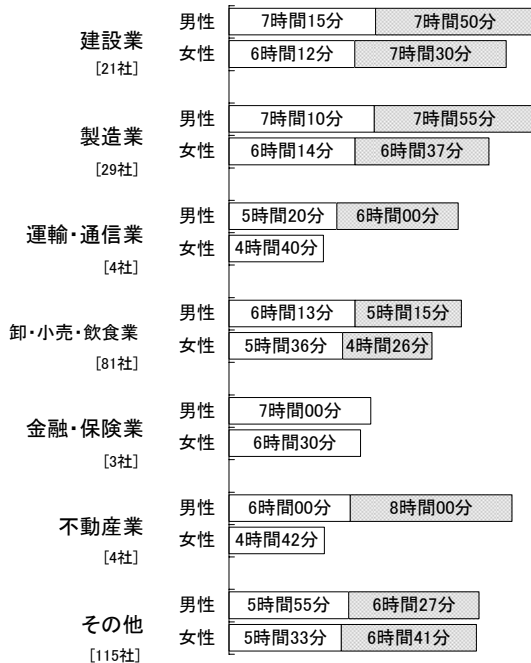 建設業
[21社]
男性 7時間15分 7時間50分
女性 6時間12分 7時間30分
製造業
[29社]
男性 7時間10分 7時間55分
女性 6時間14分 6時間37分
運輸・通信業
[4社]
男性 5時間20分 6時間00分
女性 4時間40分
卸・小売・飲食業
[81社]
男性 6時間13分 5時間15分
女性 5時間36分 4時間26分
金融・保険業
[3社]
男性 7時間00分
女性 6時間30分
不動産業
[4社]
男性 6時間00分 8時間00分
女性 4時間42分
その他
[115社]
男性 5時間55分 6時間27分
女性 5時間33分 6時間41分